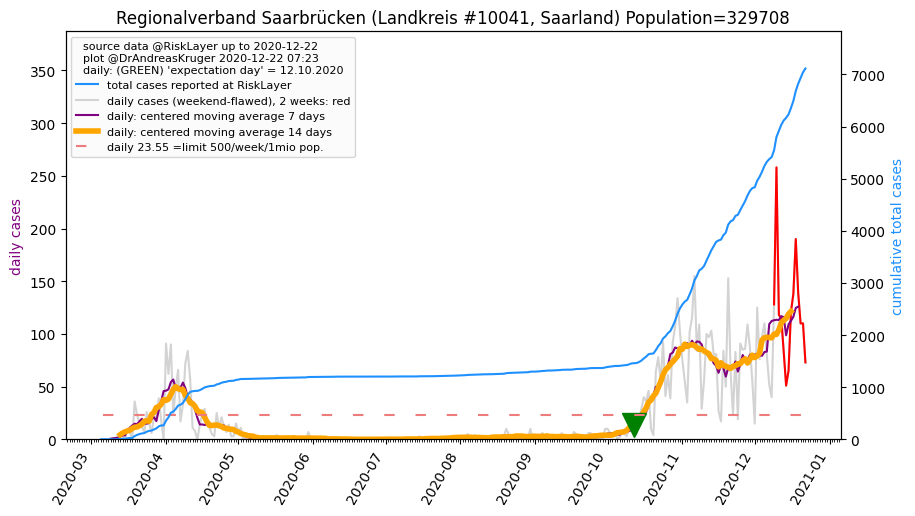 Regionalverband Saarbrücken (Landkreis #10041, Saarland) Population=329708
source data @RiskLayer up to 2020-12-22
plot @DrAndreasKruger 2020-12-22 07:23
daily: (GREEN) 'expectation day' = 12.10.2020
total cases reported at RiskLayer
daily cases (weekend-flawed), 2 weeks: red
daily: centered moving average 7 days
daily: centered moving average 14 days
daily 23.55 =limit 500/week/1mio pop.
daily cases
350
300
250
200
150
100
50
0
7000
6000
5000
4000
3000
2000
1000
0
cumulative total cases
2020-03
2020-04
2020-05
2020-06
2020-07
2020-08
2020-09
2020-10
2020-11
2020-12
2021-01